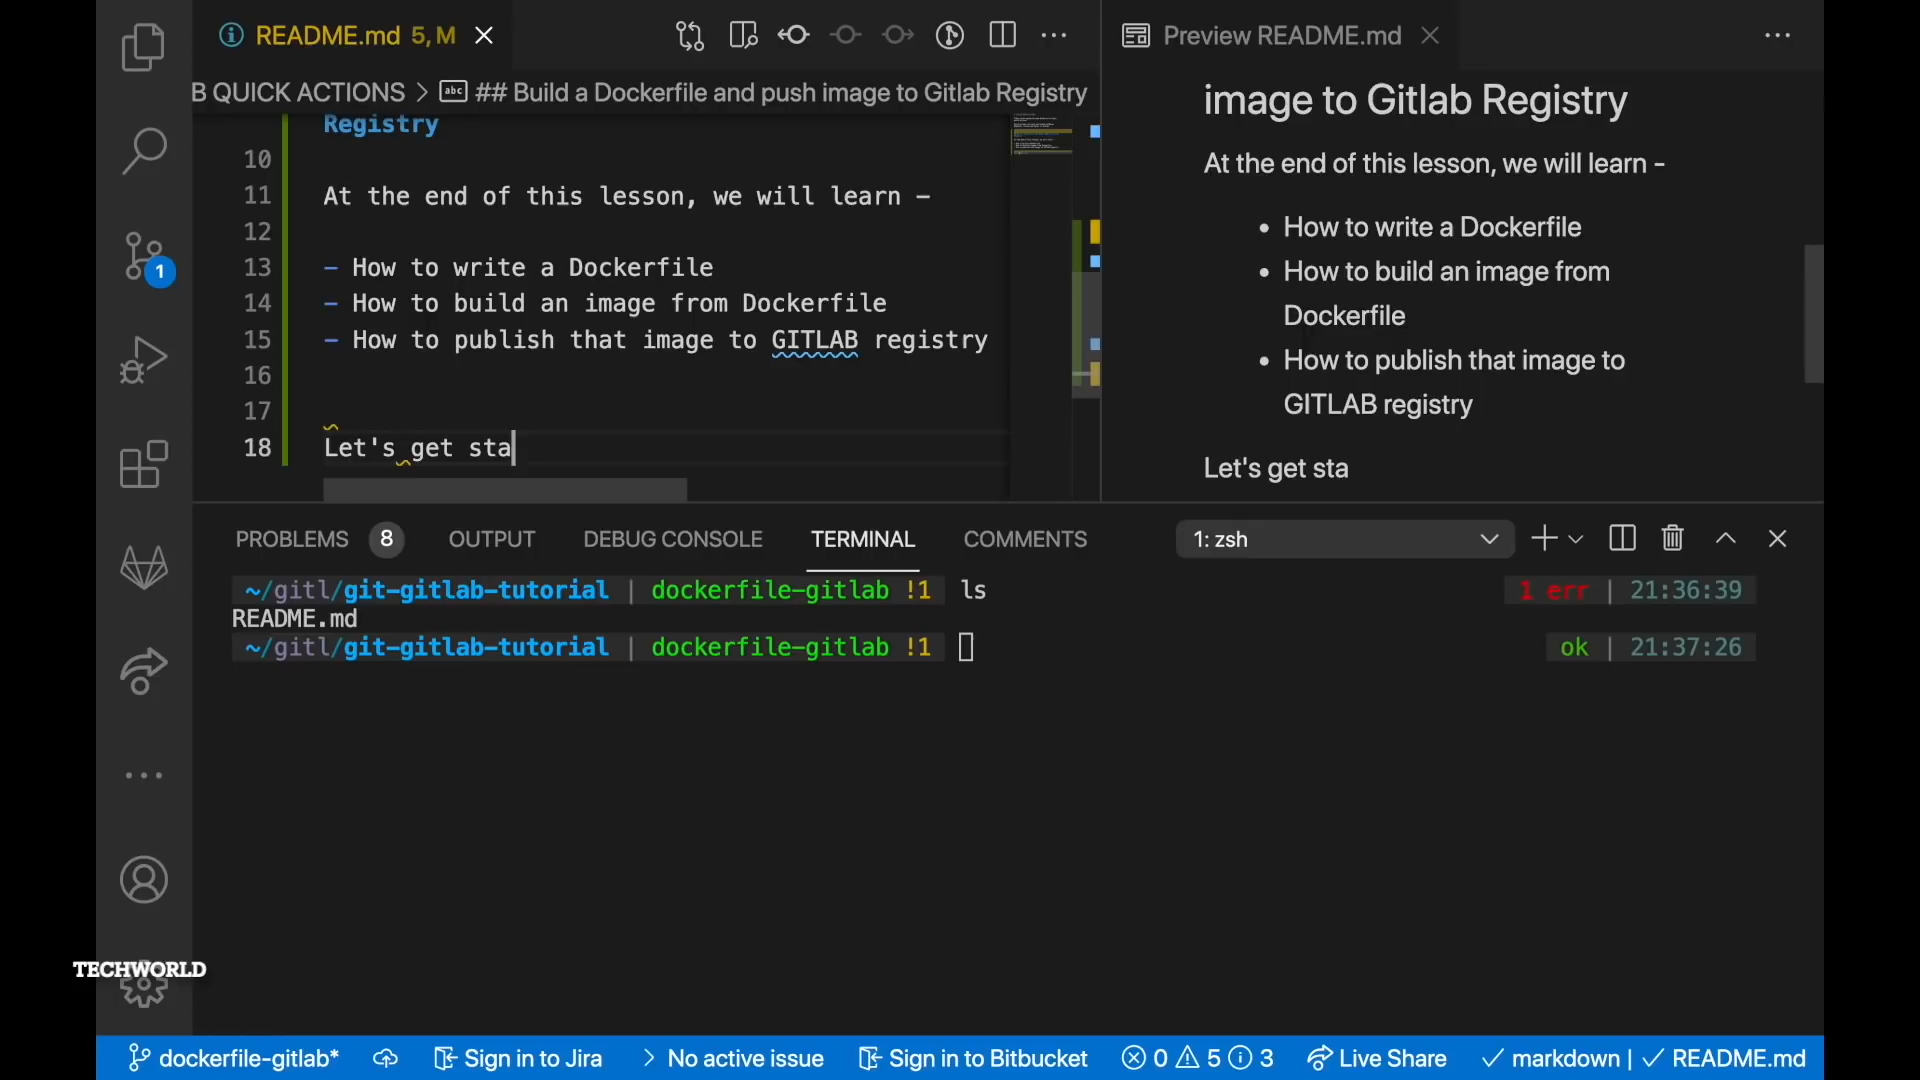 README.md 5, M
Preview README.md
B QUICK ACTIONS > ## Build a Dockerfile and push image to Gitlab Registry
Registry
10
11 At the end of this lesson, we will learn -
12
13 - How to write a Dockerfile
14 - How to build an image from Dockerfile
15 - How to publish that image to GITLAB registry
16
17
18 Let's get sta
image to Gitlab Registry
At the end of this lesson, we will learn -
• How to write a Dockerfile
• How to build an image from
Dockerfile
• How to publish that image to
GITLAB registry
Let's get sta
1
PROBLEMS 8 OUTPUT DEBUG CONSOLE TERMINAL COMMENTS 1: zsh
~/gitl/git-gitlab-tutorial | dockerfile-gitlab !1 ls 1 err | 21:36:39
README.md
~/gitl/git-gitlab-tutorial | dockerfile-gitlab !1 ok | 21:37:26
TECHWORLD
dockerfile-gitlab* Sign in to Jira > No active issue Sign in to Bitbucket 0 5 3 Live Share ✓ markdown | ✓ README.md